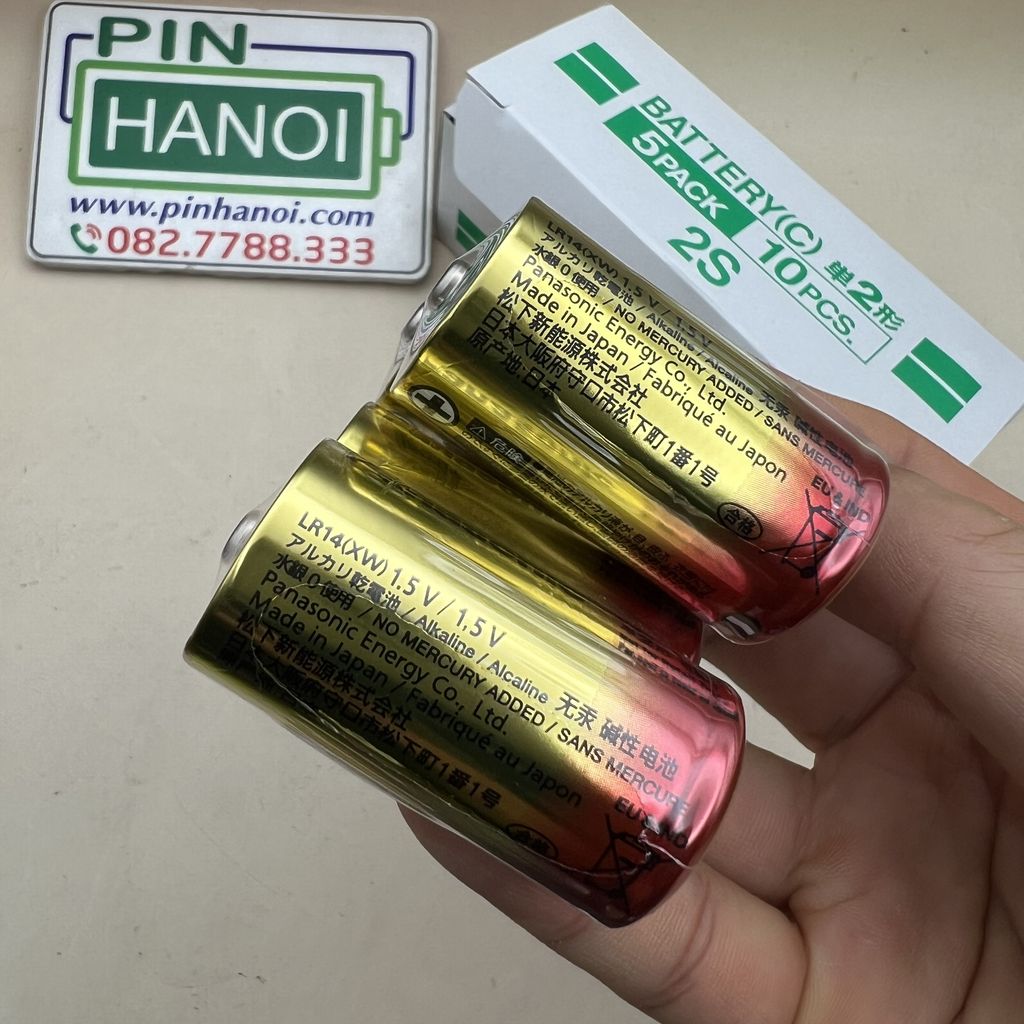 PIN
HANOI
www.pinhanoi.com
082.7788.333
BATTERY(C) 単2形
5PACK 10PCS.
2S
LR14(XW) 1.5 V / 1.5 V
アルカリ乾電池 / Alkaline / Alcaline 无汞 碱性电池
水銀0使用 / NO MERCURY ADDED / SANS MERCURE
Panasonic Energy Co., Ltd.
Made in Japan / Fabriqué au Japon
松下新能源株式会社
日本大阪府守口市松下町1番1号
原产地:日本
合格
EU & IND
危険
LR14(XW) 1.5 V / 1.5 V
アルカリ乾電池 / Alkaline / Alcaline 无汞 碱性电池
水銀0使用 / NO MERCURY ADDED / SANS MERCURE
Panasonic Energy Co., Ltd.
Made in Japan / Fabriqué au Japon
松下新能源株式会社
日本大阪府守口市松下町1番1号
EU & IND